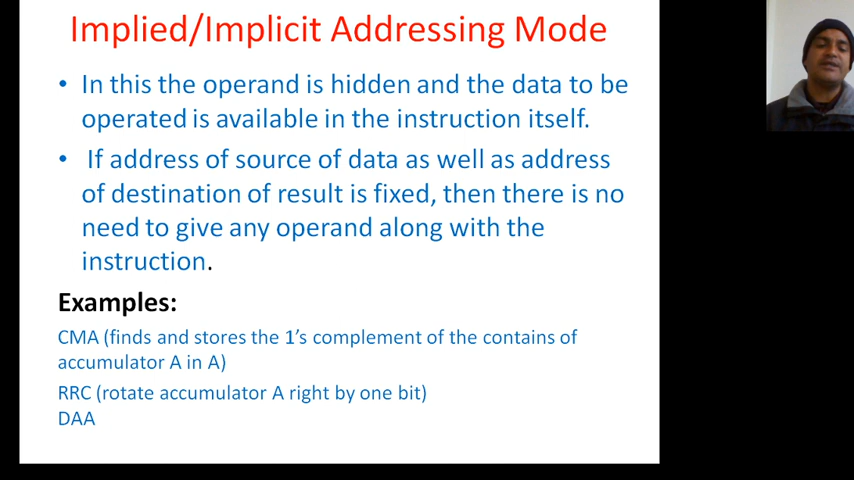 Implied/Implicit Addressing Mode
• In this the operand is hidden and the data to be
operated is available in the instruction itself.
• If address of source of data as well as address
of destination of result is fixed, then there is no
need to give any operand along with the
instruction.
Examples:
CMA (finds and stores the 1’s complement of the contains of
accumulator A in A)
RRC (rotate accumulator A right by one bit)
DAA